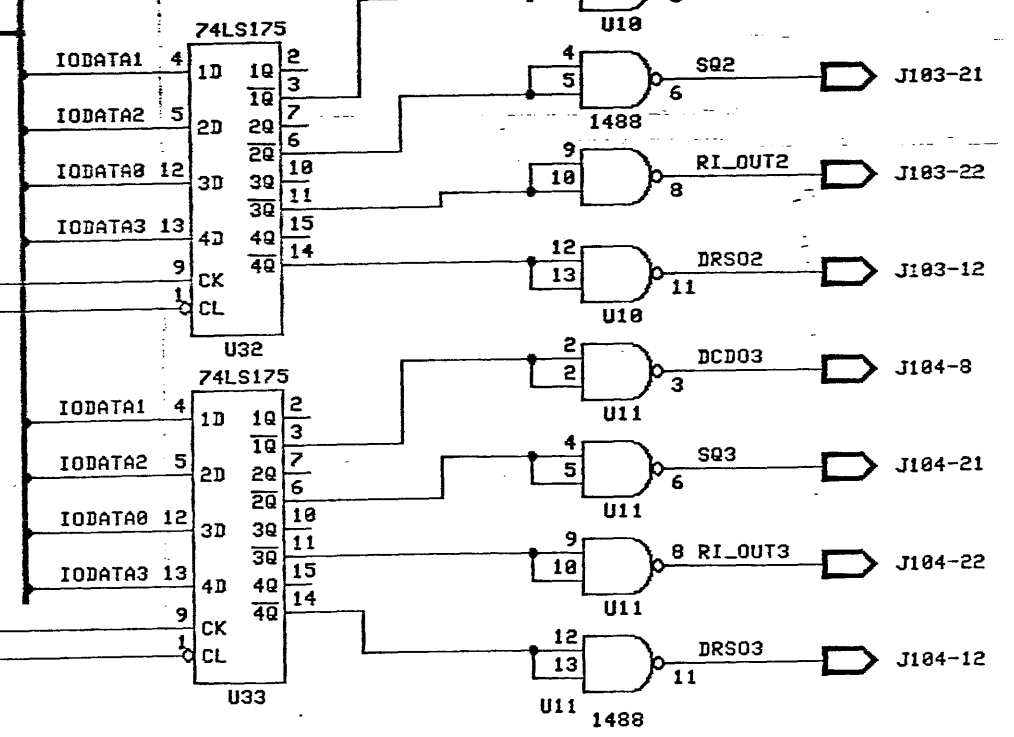 U10
74LS175
IODATA1 4 1D 1Q 2
1Q 3
IODATA2 5 2D 2Q 7
2Q 6
IODATA0 12 3D 3Q 10
3Q 11
IODATA3 13 4D 4Q 15
4Q 14
9 CK
1 CL
U32
4 5 6 SQ2 J103-21
1488
9 10 8 RI_OUT2 J103-22
12 13 11 DRSO2 J103-12
U10
2 2 3 DCDO3 J104-8
U11
74LS175
IODATA1 4 1D 1Q 2
1Q 3
IODATA2 5 2D 2Q 7
2Q 6
IODATA0 12 3D 3Q 10
3Q 11
IODATA3 13 4D 4Q 15
4Q 14
9 CK
1 CL
U33
4 5 6 SQ3 J104-21
U11
9 10 8 RI_OUT3 J104-22
U11
12 13 11 DRSO3 J104-12
U11 1488